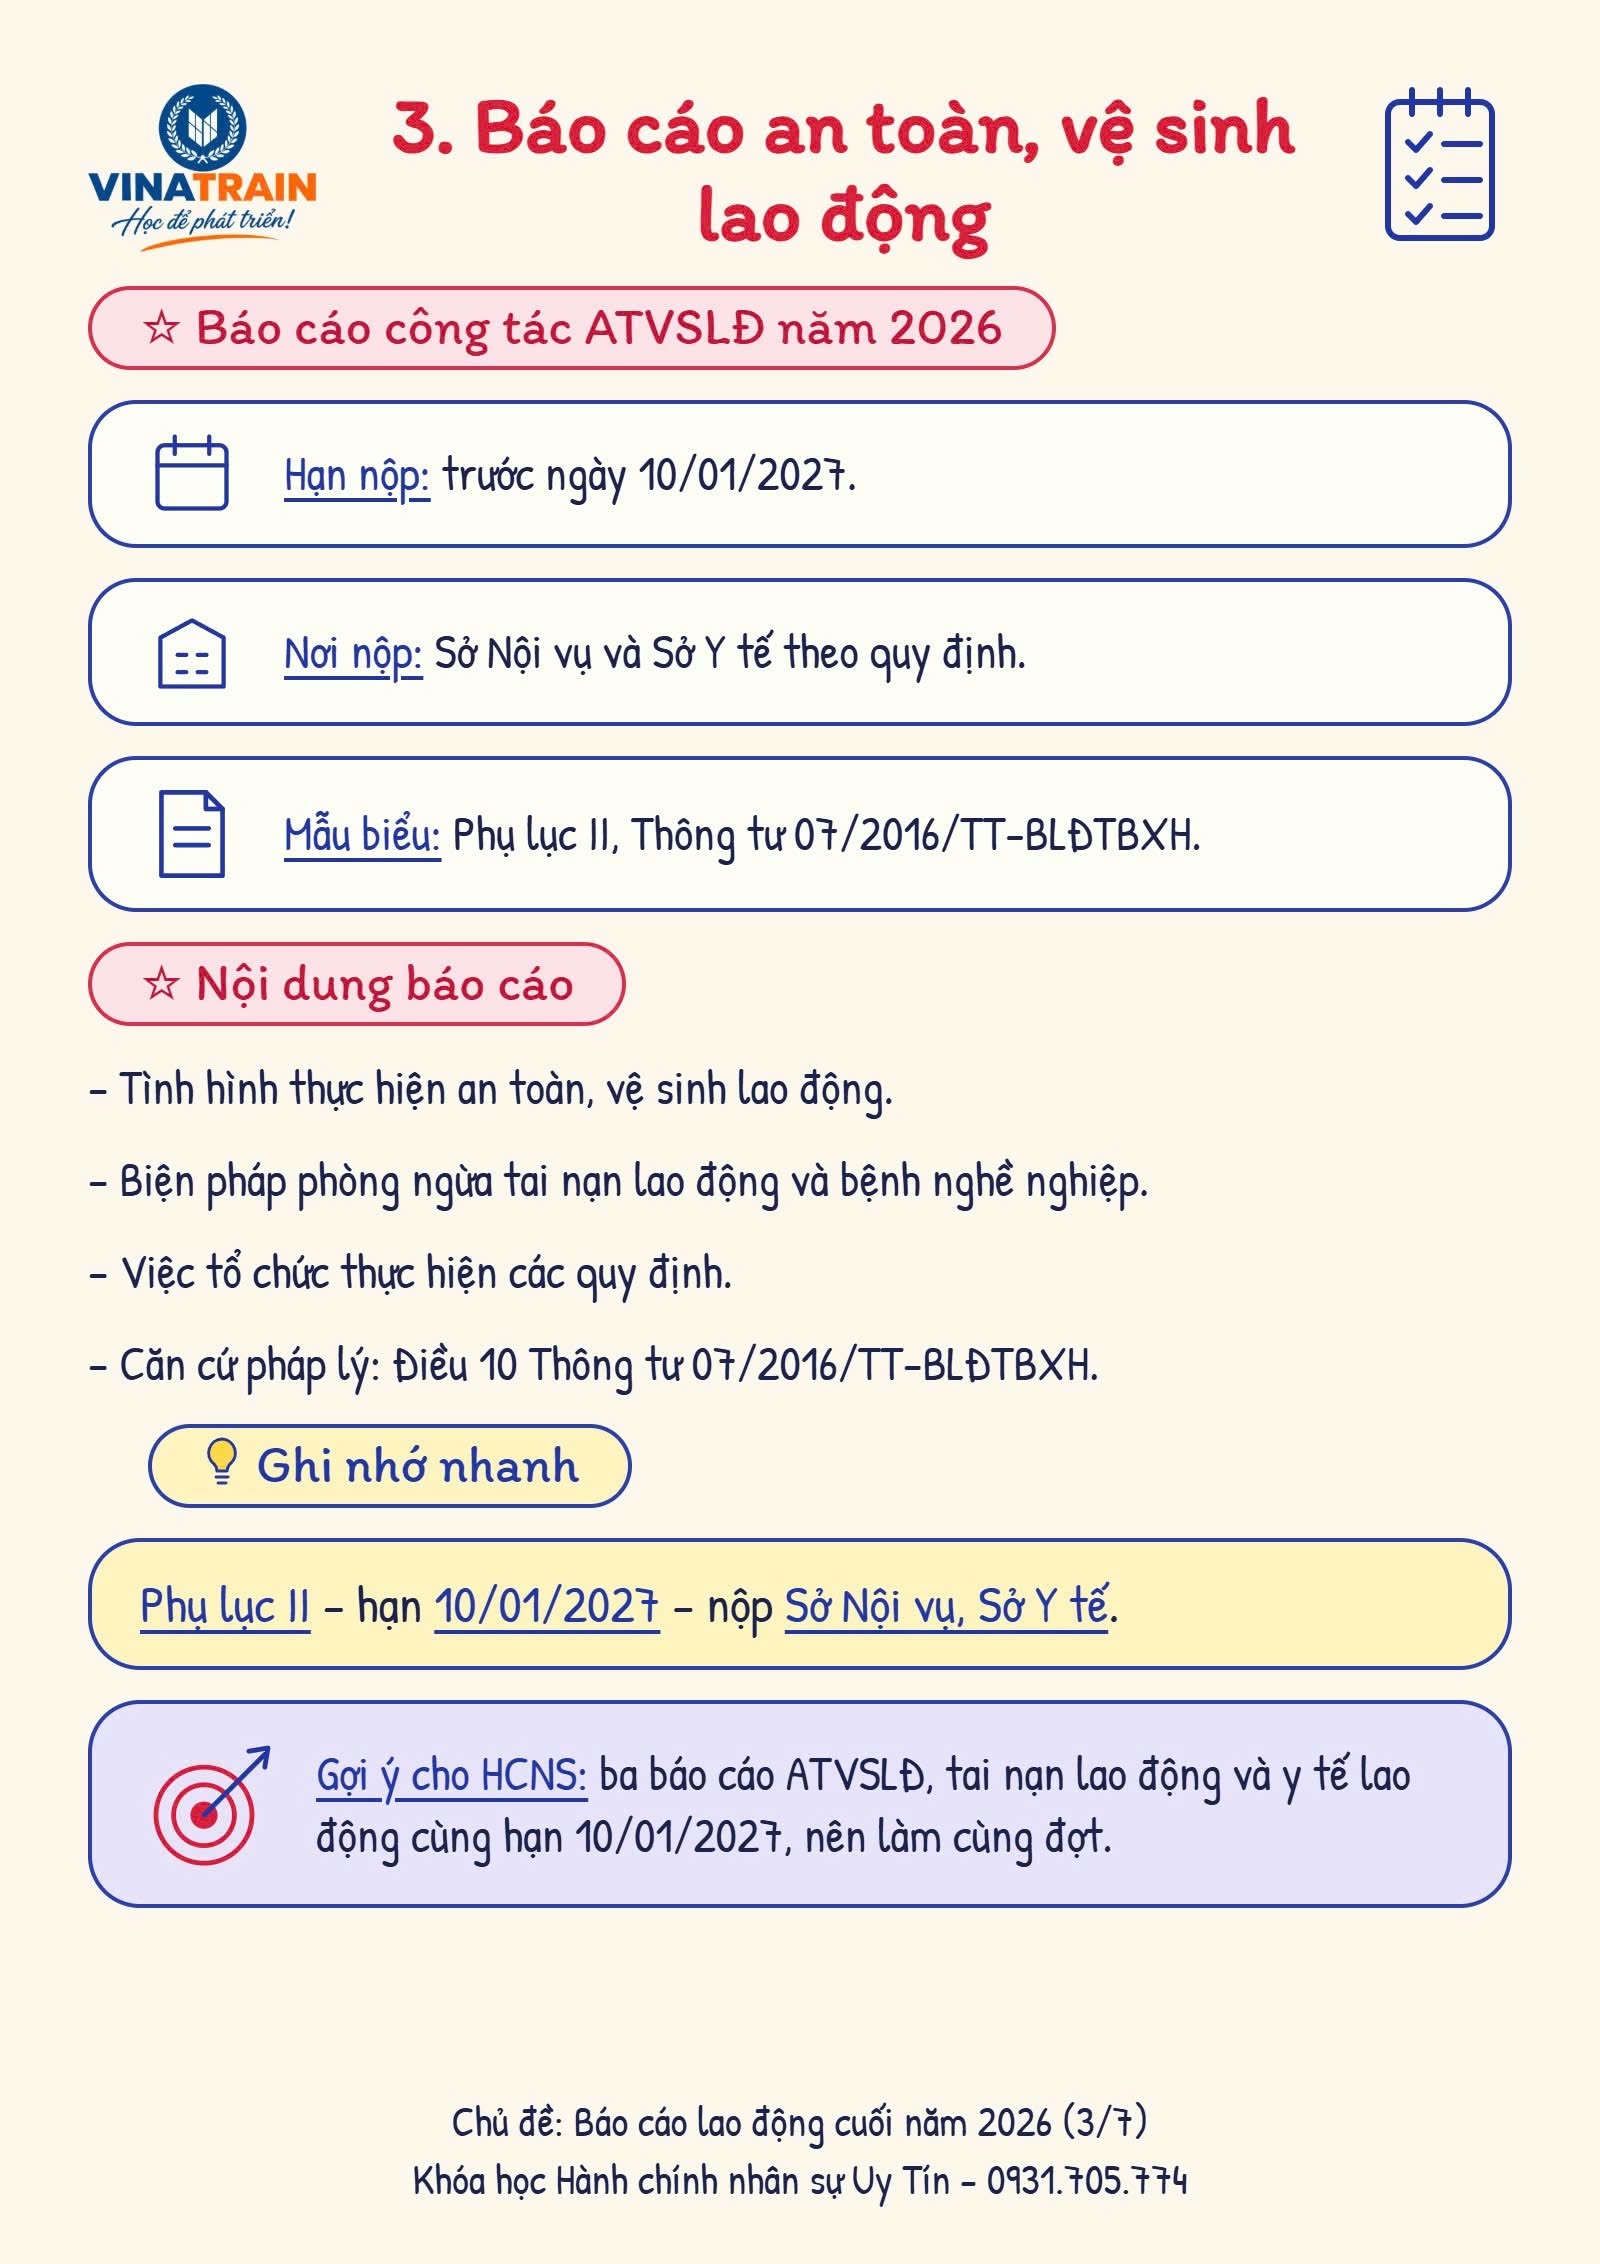 VINATRAIN
Học để phát triển!
3. Báo cáo an toàn, vệ sinh
lao động
☆ Báo cáo công tác ATVSLĐ năm 2026
Hạn nộp: trước ngày 10/01/2027.
Nơi nộp: Sở Nội vụ và Sở Y tế theo quy định.
Mẫu biểu: Phụ lục II, Thông tư 07/2016/TT-BLĐTBXH.
☆ Nội dung báo cáo
- Tình hình thực hiện an toàn, vệ sinh lao động.
- Biện pháp phòng ngừa tai nạn lao động và bệnh nghề nghiệp.
- Việc tổ chức thực hiện các quy định.
- Căn cứ pháp lý: Điều 10 Thông tư 07/2016/TT-BLĐTBXH.
Ghi nhớ nhanh
Phụ lục II - hạn 10/01/2027 - nộp Sở Nội vụ, Sở Y tế.
Gợi ý cho HCNS: ba báo cáo ATVSLĐ, tai nạn lao động và y tế lao
động cùng hạn 10/01/2027, nên làm cùng đợt.
Chủ đề: Báo cáo lao động cuối năm 2026 (3/7)
Khóa học Hành chính nhân sự Uy Tín - 0931.705.774